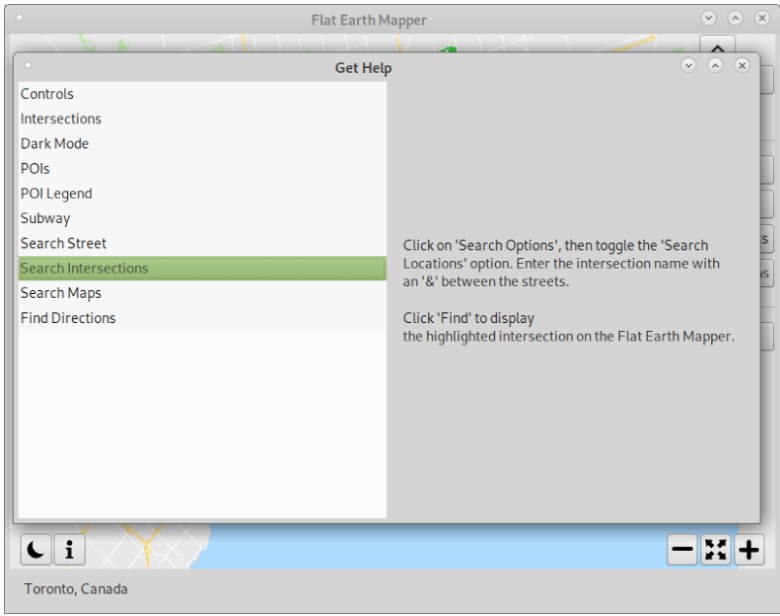 Flat Earth Mapper
Get Help
Controls
Intersections
Dark Mode
POIs
POI Legend
Subway
Search Street
Search Intersections
Search Maps
Find Directions
Click on 'Search Options', then toggle the 'Search
Locations' option. Enter the intersection name with
an '&' between the streets.
Click 'Find' to display
the highlighted intersection on the Flat Earth Mapper.
Toronto, Canada